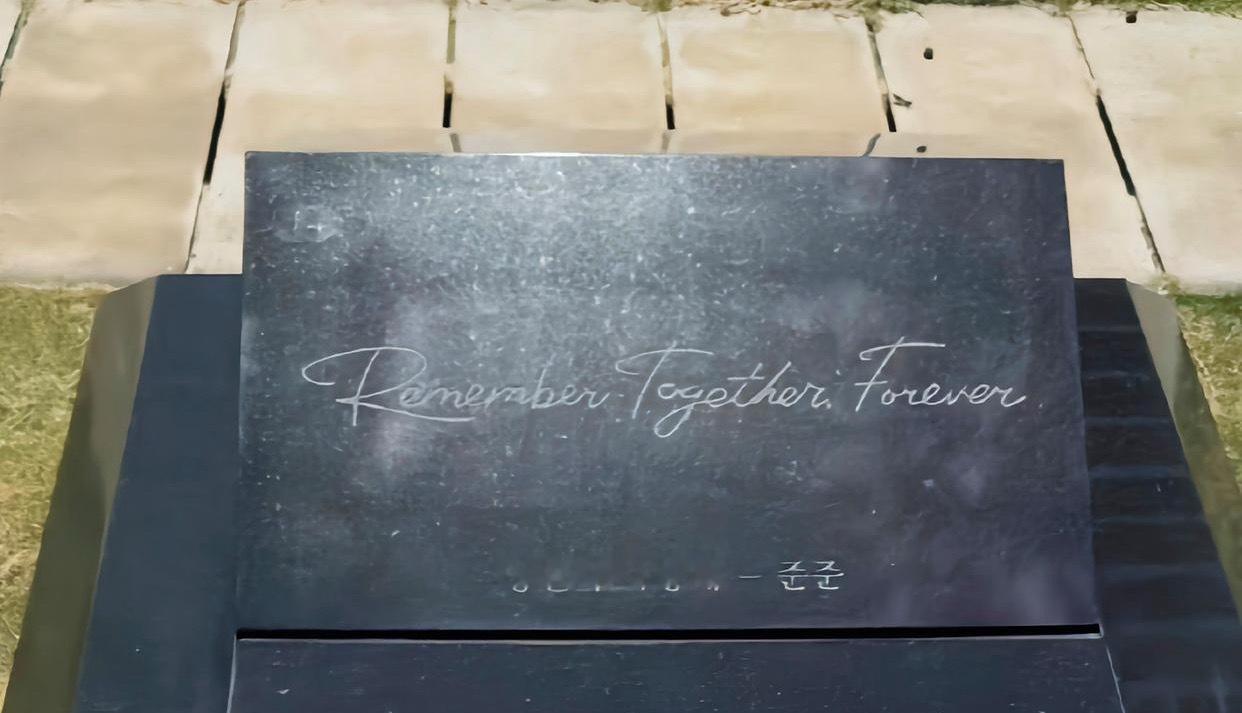 Remember. Together. Forever.
- 준준